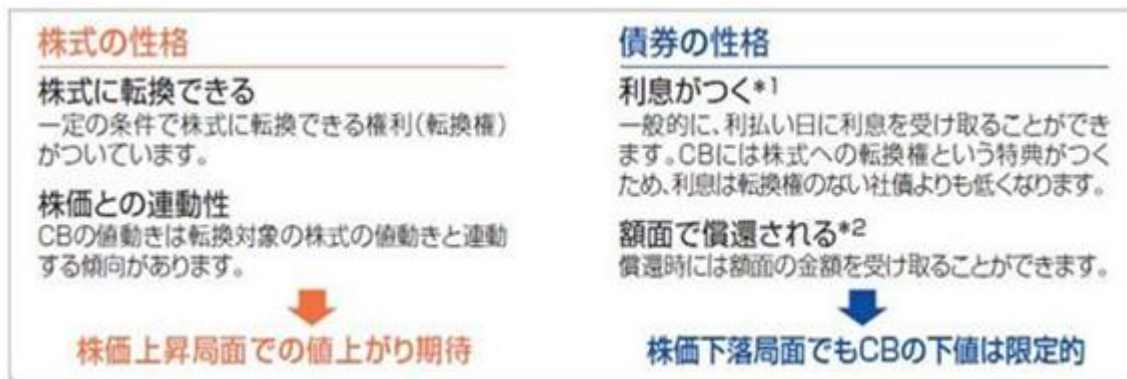 株式の性格
株式に転換できる
一定の条件で株式に転換できる権利(転換権)
がついています。
株価との連動性
CBの値動きは転換対象の株式の値動きと連動
する傾向があります。
株価上昇局面での値上がり期待
債券の性格
利息がつく*1
一般的に、利払い日に利息を受け取ることができ
ます。CBには株式への転換権という特典がつく
ため、利息は転換権のない社債よりも低くなります。
額面で償還される*2
償還時には額面の金額を受け取ることができます。
株価下落局面でもCBの下値は限定的